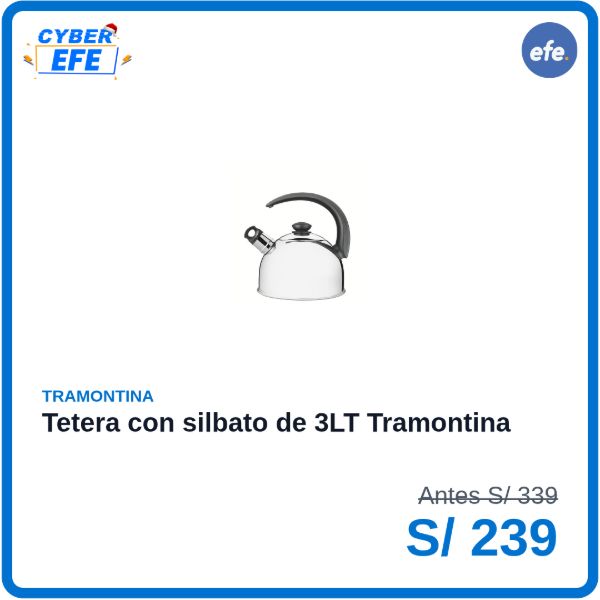 CYBER
EFE
efe.
TRAMONTINA
Tetera con silbato de 3LT Tramontina
Antes S/ 339
S/ 239